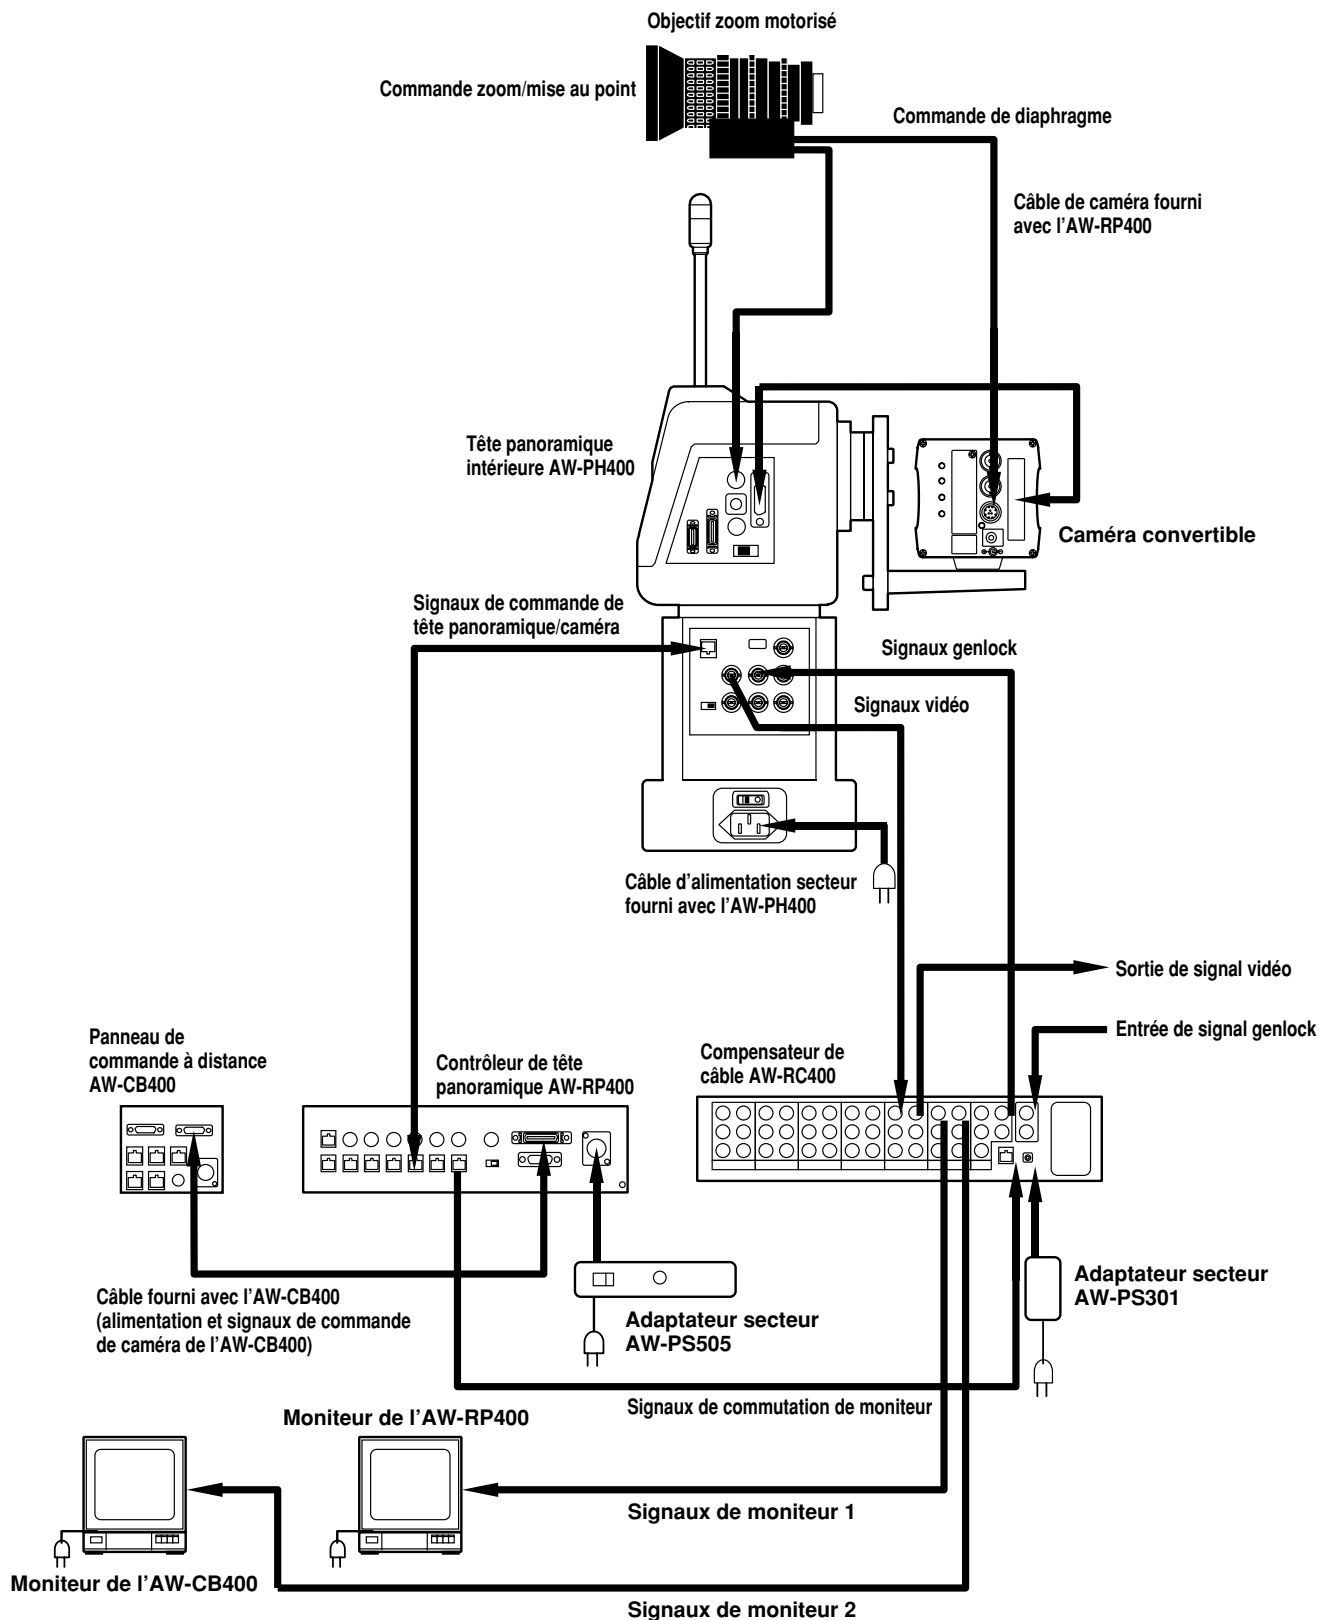 Objectif zoom motorisé
Commande zoom/mise au point
Commande de diaphragme
Câble de caméra fourni
avec l’AW-RP400
Tête panoramique
intérieure AW-PH400
Caméra convertible
Signaux de commande de
tête panoramique/caméra
Signaux genlock
Signaux vidéo
Câble d’alimentation secteur
fourni avec l’AW-PH400
Sortie de signal vidéo
Entrée de signal genlock
Panneau de
commande à distance
AW-CB400
Contrôleur de tête
panoramique AW-RP400
Compensateur de
câble AW-RC400
Câble fourni avec l’AW-CB400
(alimentation et signaux de commande
de caméra de l’AW-CB400)
Adaptateur secteur
AW-PS505
Adaptateur secteur
AW-PS301
Signaux de commutation de moniteur
Moniteur de l’AW-RP400
Signaux de moniteur 1
Moniteur de l’AW-CB400
Signaux de moniteur 2